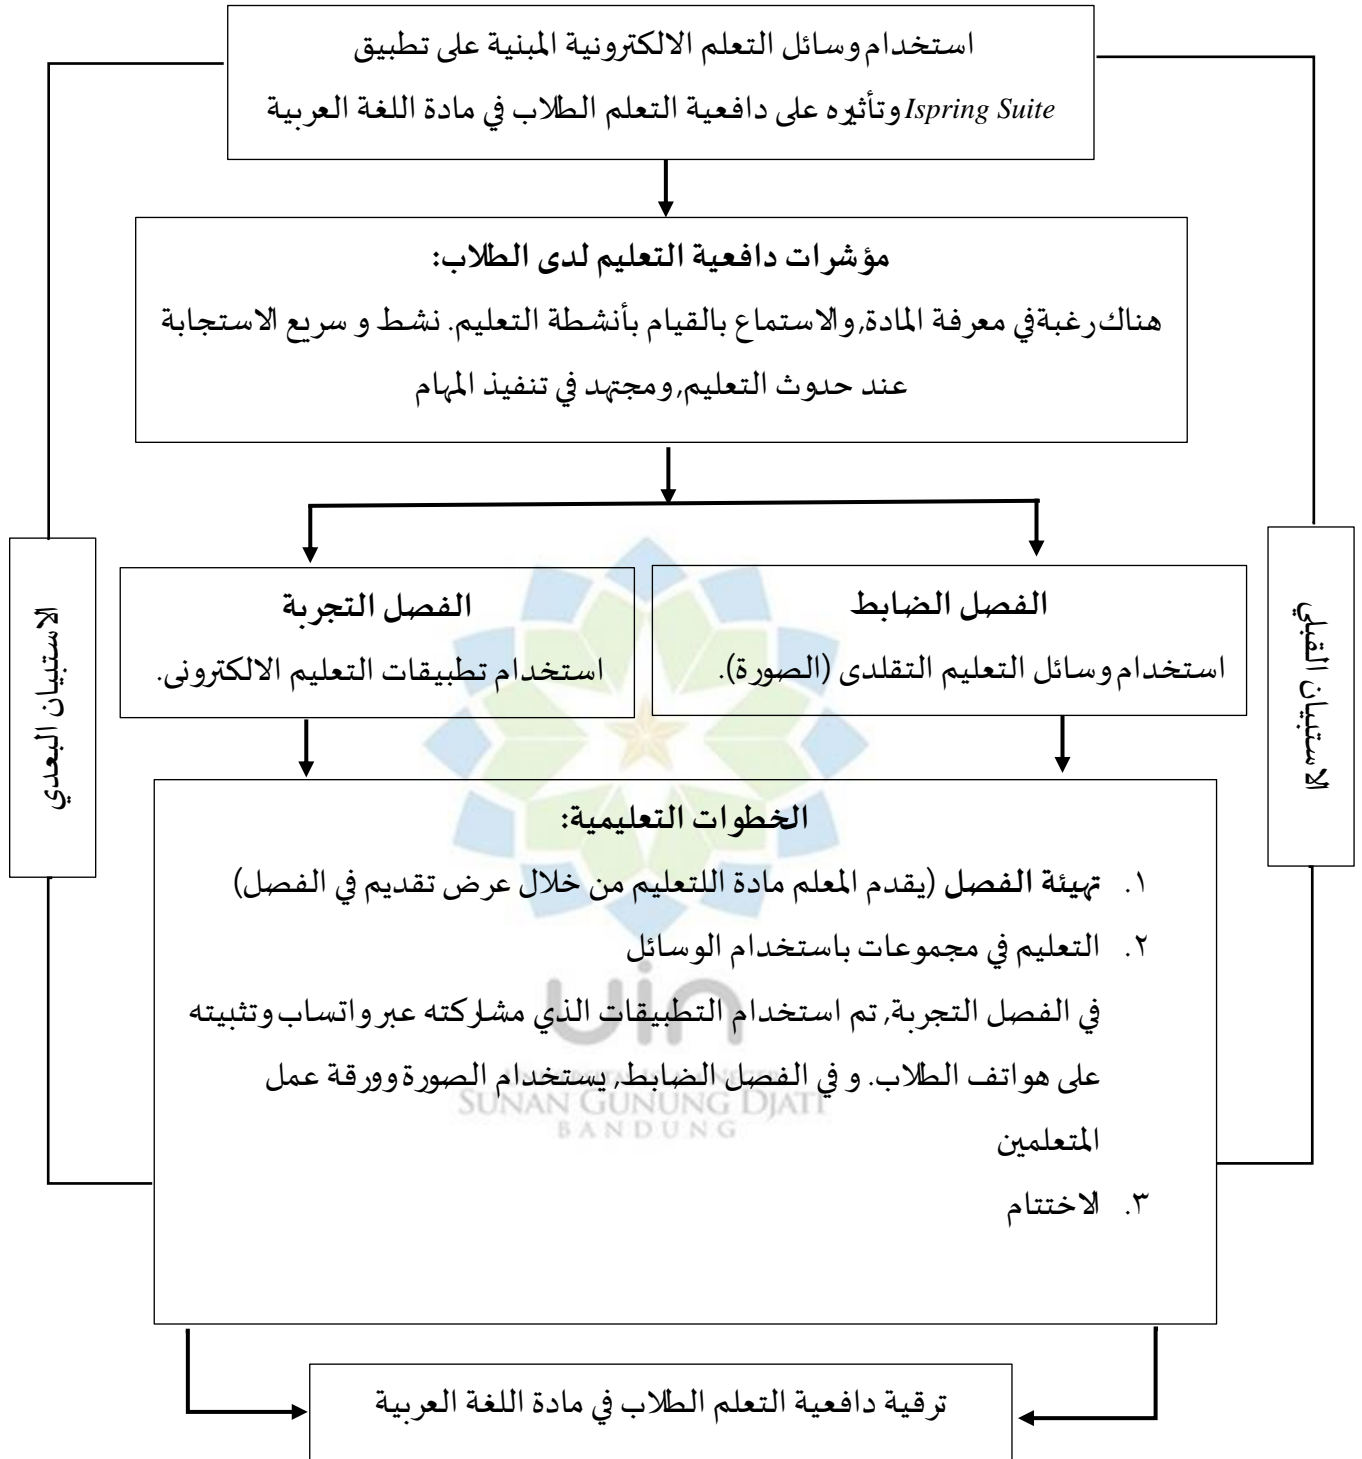 استخدام وسائل التعلم الالكترونية المبنية على تطبيق
Ispring Suite وتأثيره على دافعية التعلم الطلاب في مادة اللغة العربية
مؤشرات دافعية التعليم لدى الطلاب:
هناك رغبة في معرفة المادة, والاستماع بالقيام بأنشطة التعليم. نشط و سريع الاستجابة
عند حدوث التعليم, ومجتهد في تنفيذ المهام
الاستبيان القبلي
الاستبيان البعدي
الفصل الضابط
استخدام وسائل التعليم التقلدى (الصورة).
الفصل التجربة
استخدام تطبيقات التعليم الالكترونى.
الخطوات التعليمية:
١. تهيئة الفصل (يقدم المعلم مادة اللتعليم من خلال عرض تقديم في الفصل)
٢. التعليم في مجموعات باستخدام الوسائل
في الفصل التجربة, تم استخدام التطبيقات الذي مشاركته عبر واتساب وتثبيته
على هواتف الطلاب. و في الفصل الضابط, يستخدام الصورة وورقة عمل
المتعلمين
٣. الاختتام
uin
UNIVERSITAS ISLAM NEGERI
SUNAN GUNUNG DJATI
BANDUNG
ترقية دافعية التعلم الطلاب في مادة اللغة العربية